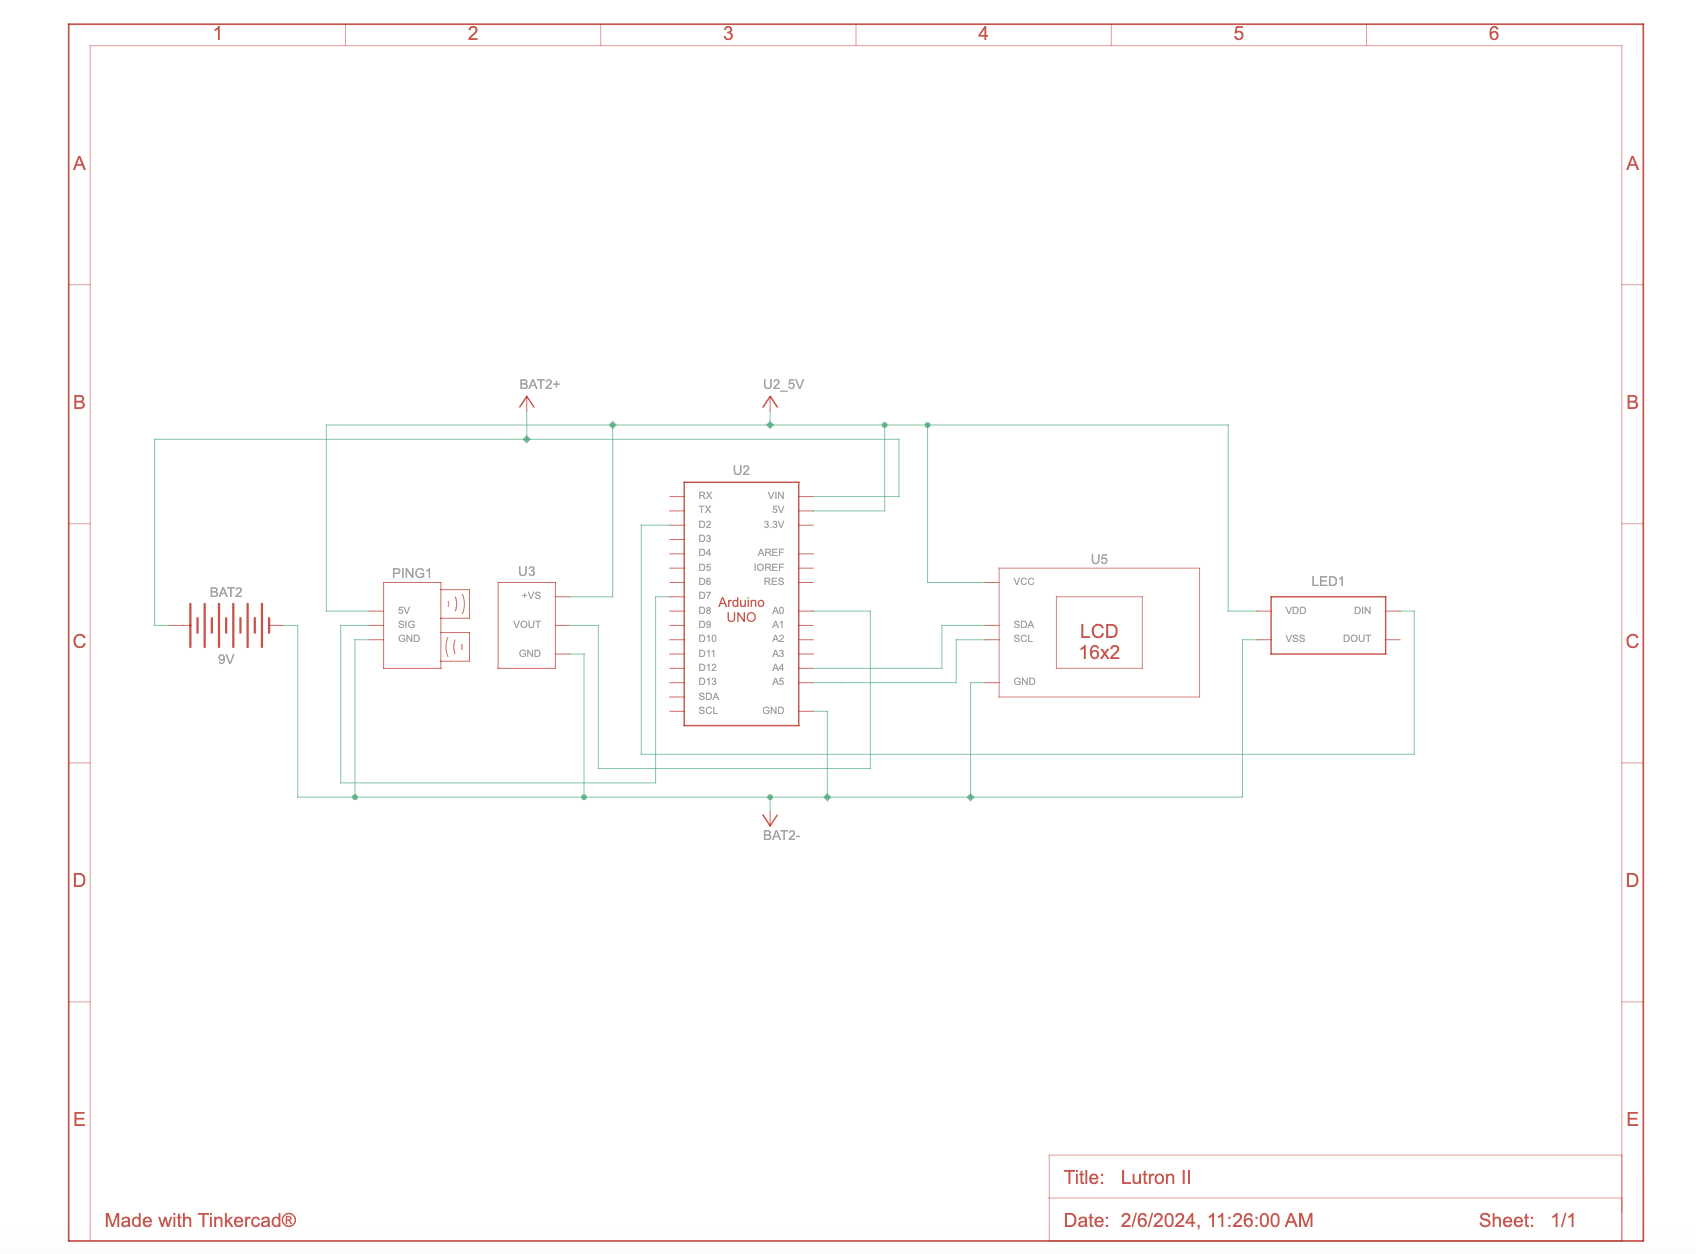 1 2 3 4 5 6
A A
BAT2+ U2_5V
B B
U2
RX VIN
TX 5V
D2 3.3V
D3
D4 AREF
U5
PING1 U3 D5 IOREF
BAT2 D6 RES VCC LED1
+VS D7
Arduino
5V D8 A0 VDD DIN
UNO
SIG VOUT D9 A1 SDA
LCD
C GND D10 A2 SCL VSS DOUT C
16x2
9V GND D11 A3
D12 A4
D13 A5 GND
SDA
SCL GND
BAT2-
D D
E E
Title: Lutron II
Made with Tinkercad® Date: 2/6/2024, 11:26:00 AM Sheet: 1/1